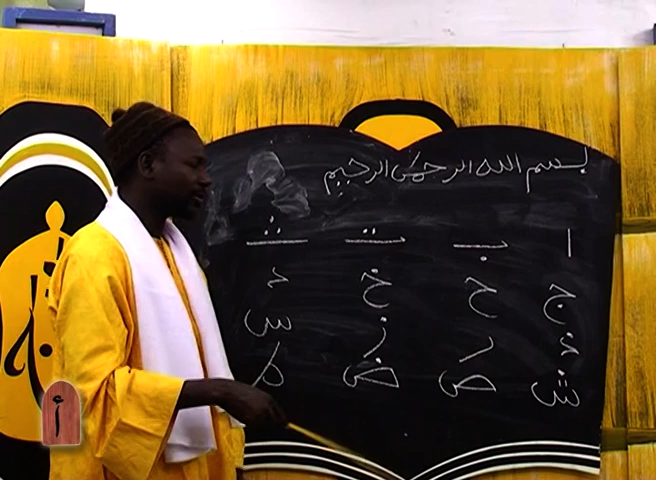 بسم الله الرحمن الرحيم
ا ب ت ث
ج ح خ د
ذ ر ز س
ش ص ض ط
أ